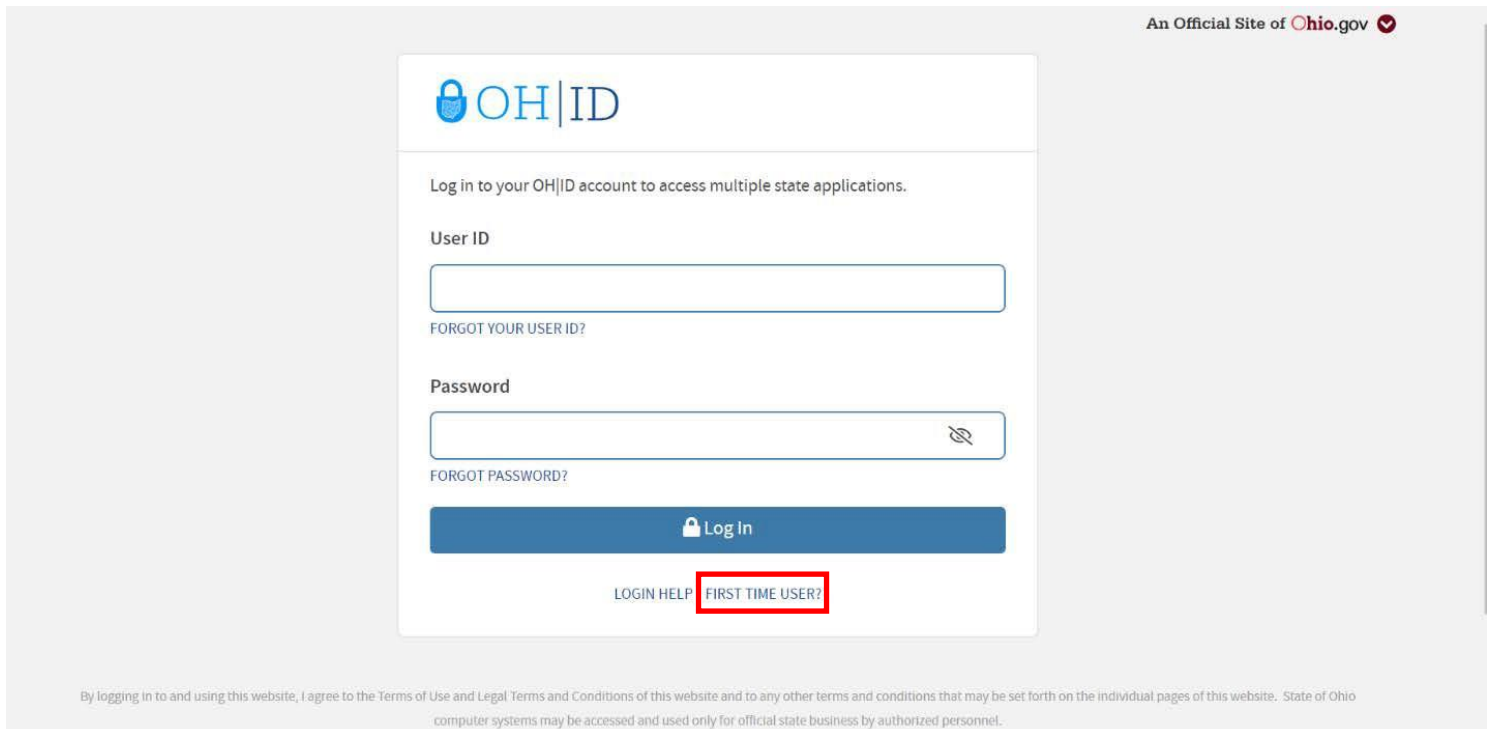 An Official Site of Ohio.gov
OH|ID
Log in to your OH|ID account to access multiple state applications.
User ID
FORGOT YOUR USER ID?
Password
FORGOT PASSWORD?
Log In
LOGIN HELP FIRST TIME USER?
By logging in to and using this website, I agree to the Terms of Use and Legal Terms and Conditions of this website and to any other terms and conditions that may be set forth on the individual pages of this website. State of Ohio
computer systems may be accessed and used only for official state business by authorized personnel.